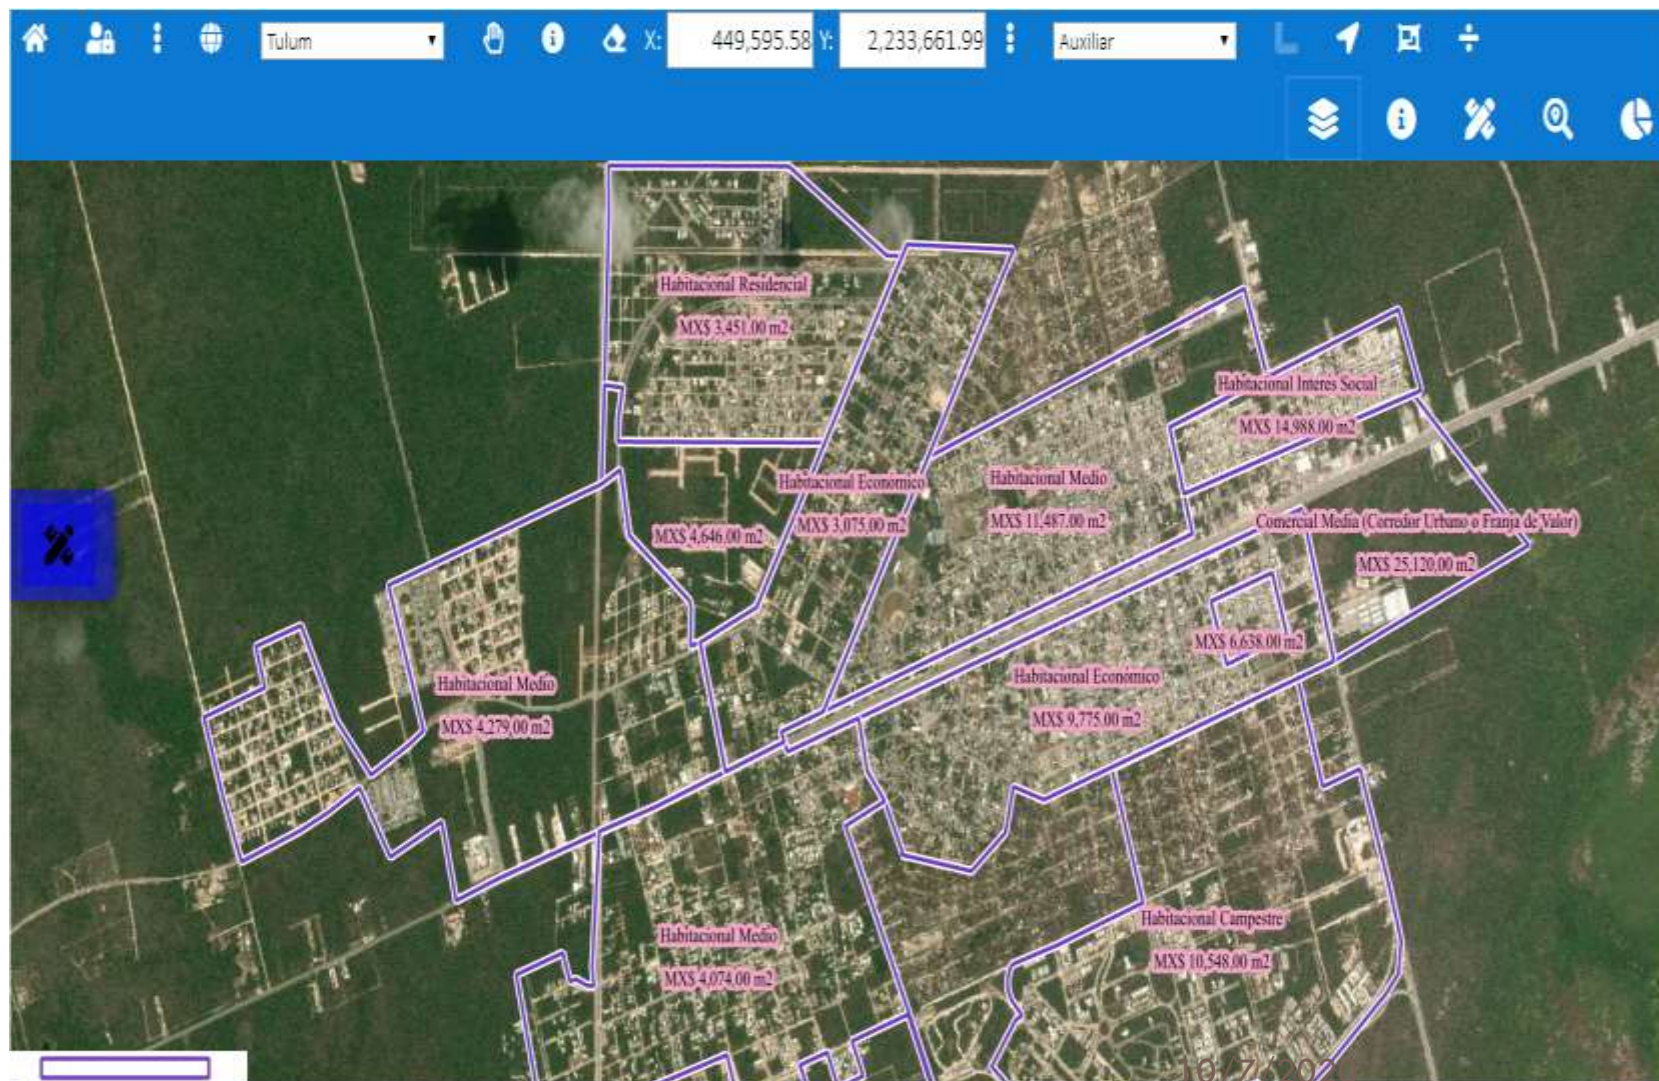 Tulum
X:
449,595.58
Y:
2,233,661.99
Auxiliar
Habitacional Residencial
MX$ 3,451.00 m2
Habitacional Interes Social
MX$ 14,988.00 m2
Habitacional Económico
MX$ 3,075.00 m2
Habitacional Medio
MX$ 11,487.00 m2
MX$ 4,646.00 m2
Comercial Media (Corredor Urbano o Franja de Valor)
MX$ 25,120.00 m2
MX$ 6,638.00 m2
Habitacional Medio
MX$ 4,279.00 m2
Habitacional Económico
MX$ 9,775.00 m2
Habitacional Medio
MX$ 4,074.00 m2
Habitacional Campestre
MX$ 10,548.00 m2